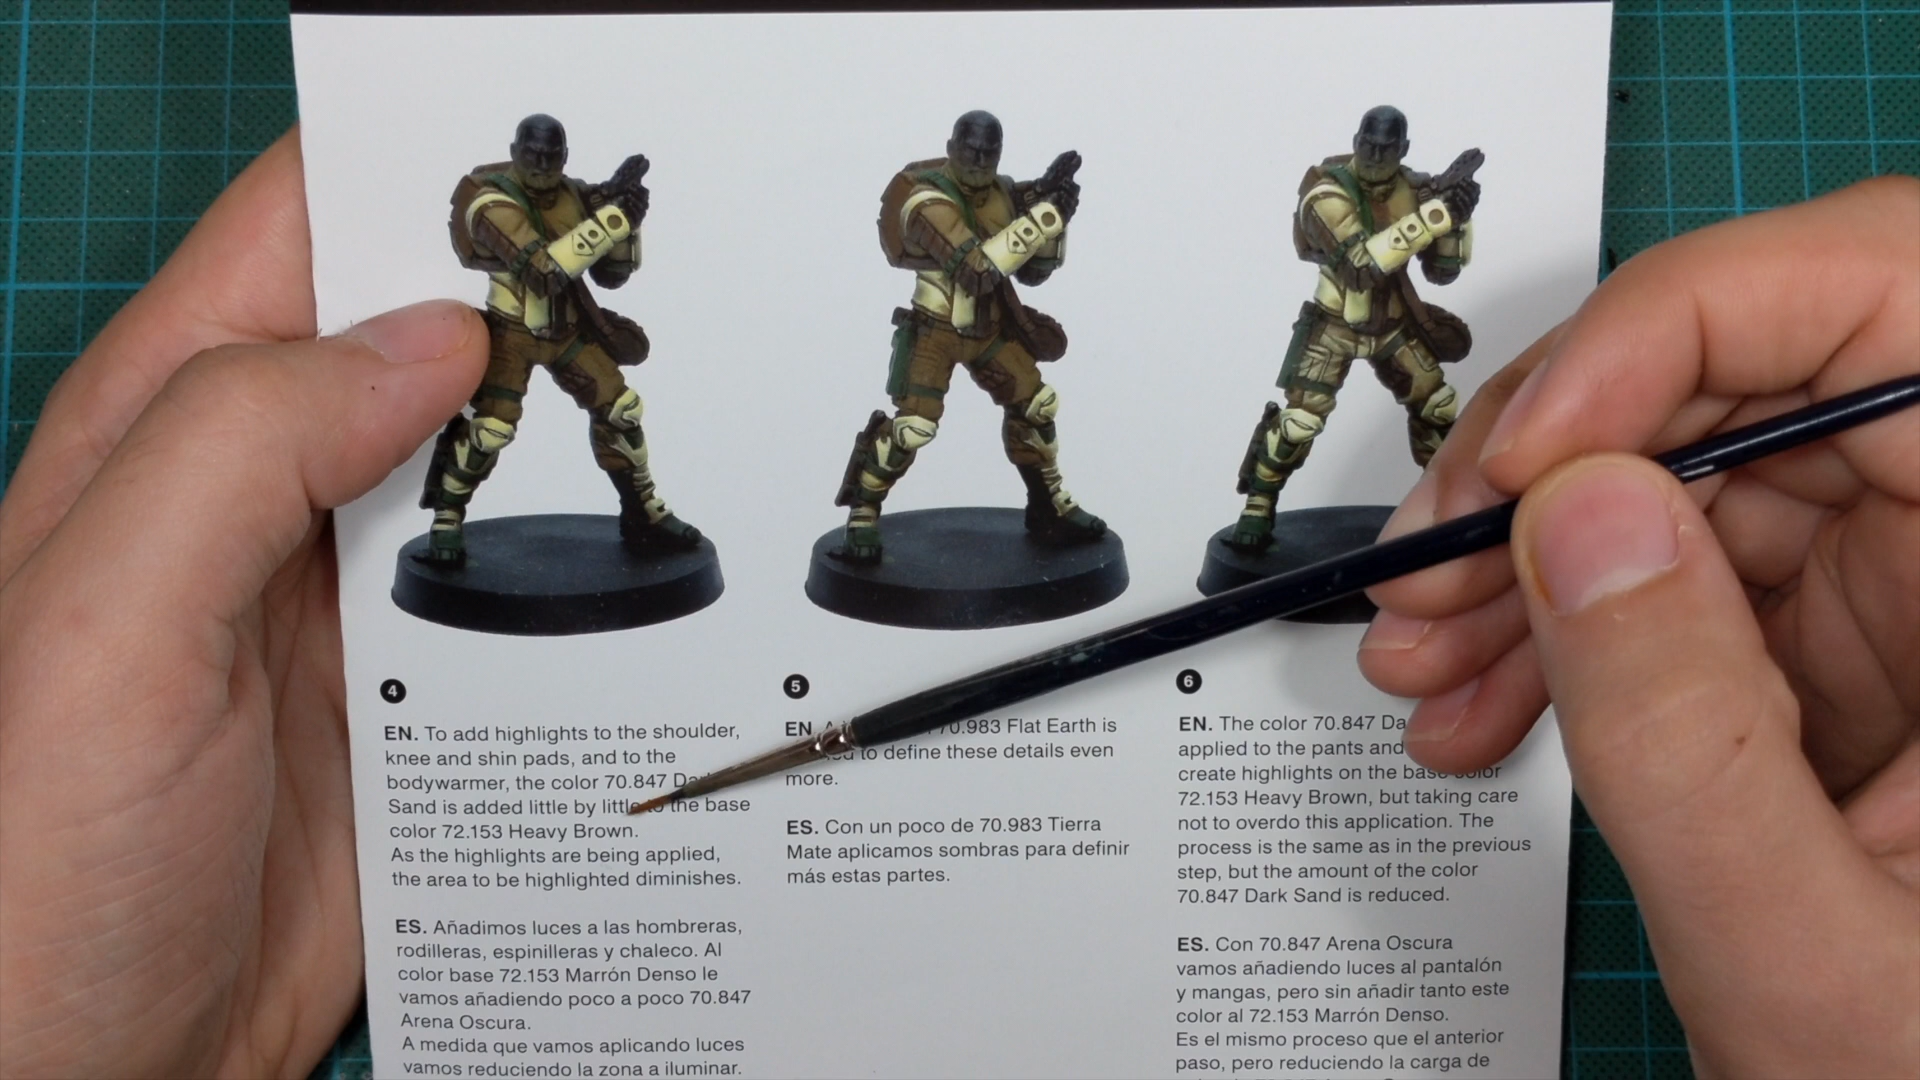 4
EN. To add highlights to the shoulder,
knee and shin pads, and to the
bodywarmer, the color 70.847
Sand is added little by little the base
color 72.153 Heavy Brown.
As the highlights are being applied,
the area to be highlighted diminishes.
ES. Añadimos luces a las hombreras,
rodilleras, espinilleras y chaleco. Al
color base 72.153 Marrón Denso le
vamos añadiendo poco a poco 70.847
Arena Oscura.
A medida que vamos aplicando luces
vamos reduciendo la zona a iluminar.
5
EN. 70.983 Flat Earth is
to define these details even
more.
ES. Con un poco de 70.983 Tierra
Mate aplicamos sombras para definir
más estas partes.
6
EN. The color 70.847
applied to the pants and
create highlights on the base color
72.153 Heavy Brown, but taking care
not to overdo this application. The
process is the same as in the previous
step, but the amount of the color
70.847 Dark Sand is reduced.
ES. Con 70.847 Arena Oscura
vamos añadiendo luces al pantalón
y mangas, pero sin añadir tanto este
color al 72.153 Marrón Denso.
Es el mismo proceso que el anterior
paso, pero reduciendo la carga de